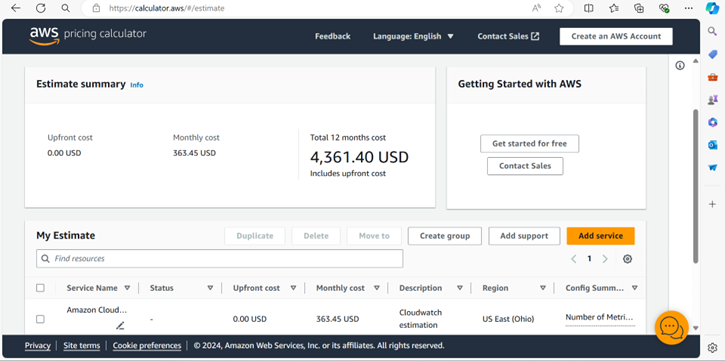 https://calculator.aws/#/estimate
aws pricing calculator Feedback Language: English Contact Sales Create an AWS Account
Estimate summary Info
Getting Started with AWS
Upfront cost Monthly cost Total 12 months cost
0.00 USD 363.45 USD 4,361.40 USD
Includes upfront cost
Get started for free
Contact Sales
My Estimate Duplicate Delete Move to Create group Add support Add service
Find resources 1
Service Name Status Upfront cost Monthly cost Description Region Config Summ...
Amazon Cloud... - 0.00 USD 363.45 USD Cloudwatch estimation US East (Ohio) Number of Metri...
Privacy Site terms Cookie preferences © 2024, Amazon Web Services, Inc. or its affiliates. All rights reserved.